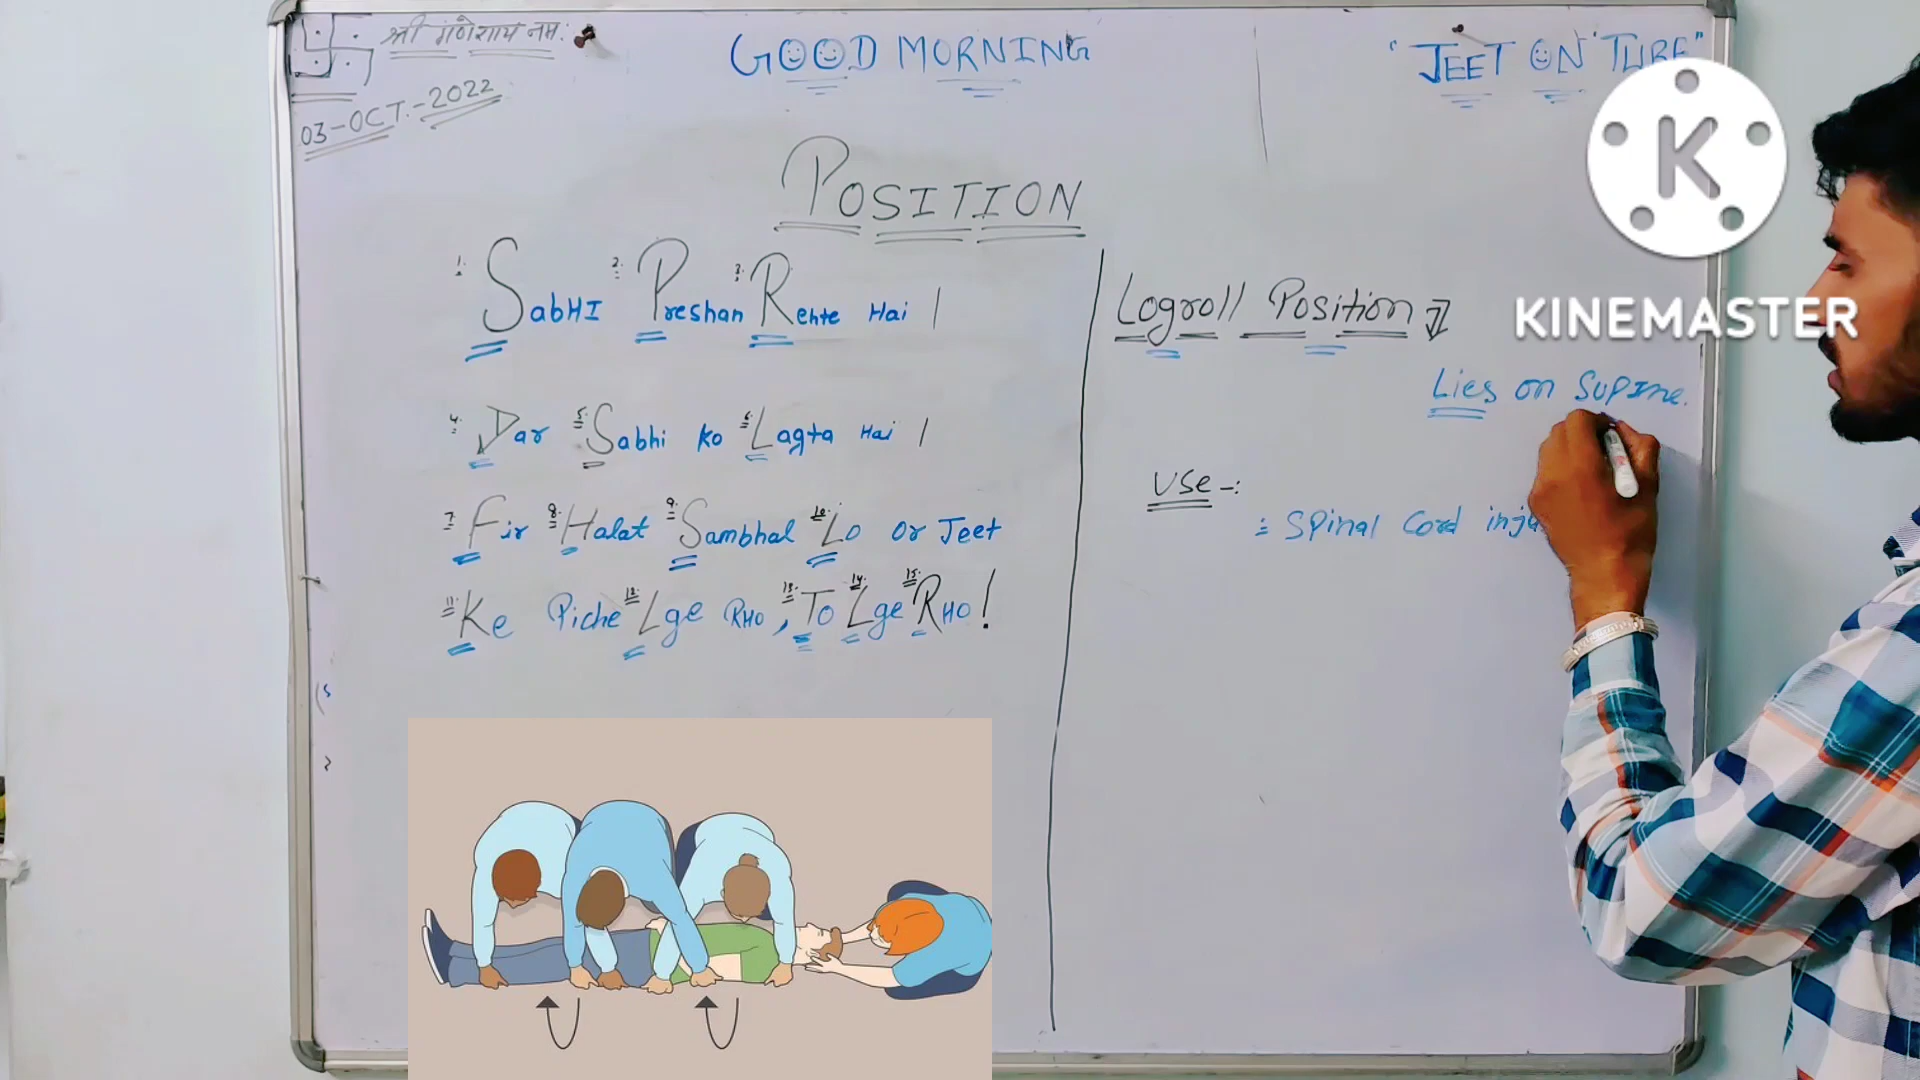 श्री गणेशाय नमः
GOOD MORNING
"JEET ON TUBE"
03-OCT.-2022
POSITION
1. SabHI 2. Preshan 3. Rehte Hai |
4. Dar 5. Sabhi ko 6. Lagta Hai |
7. Fir 8. Halat 9. Sambhal 10. Lo or Jeet
11. Ke Piche 12. Lge RHO, 13. To 14. Lge 15. RHO!
Logroll Position
Lies on Supine.
Use -:
Spinal Cord inju
K
KINEMASTER